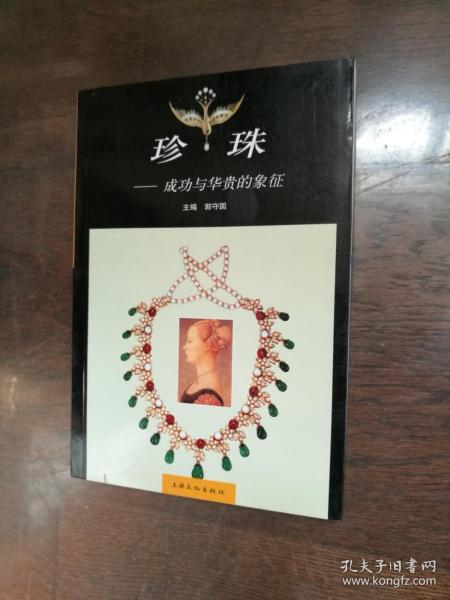 珍珠
—— 成功与华贵的象征
主编 郭守国
上海文化出版社
孔夫子旧书网
www.kongfz.com